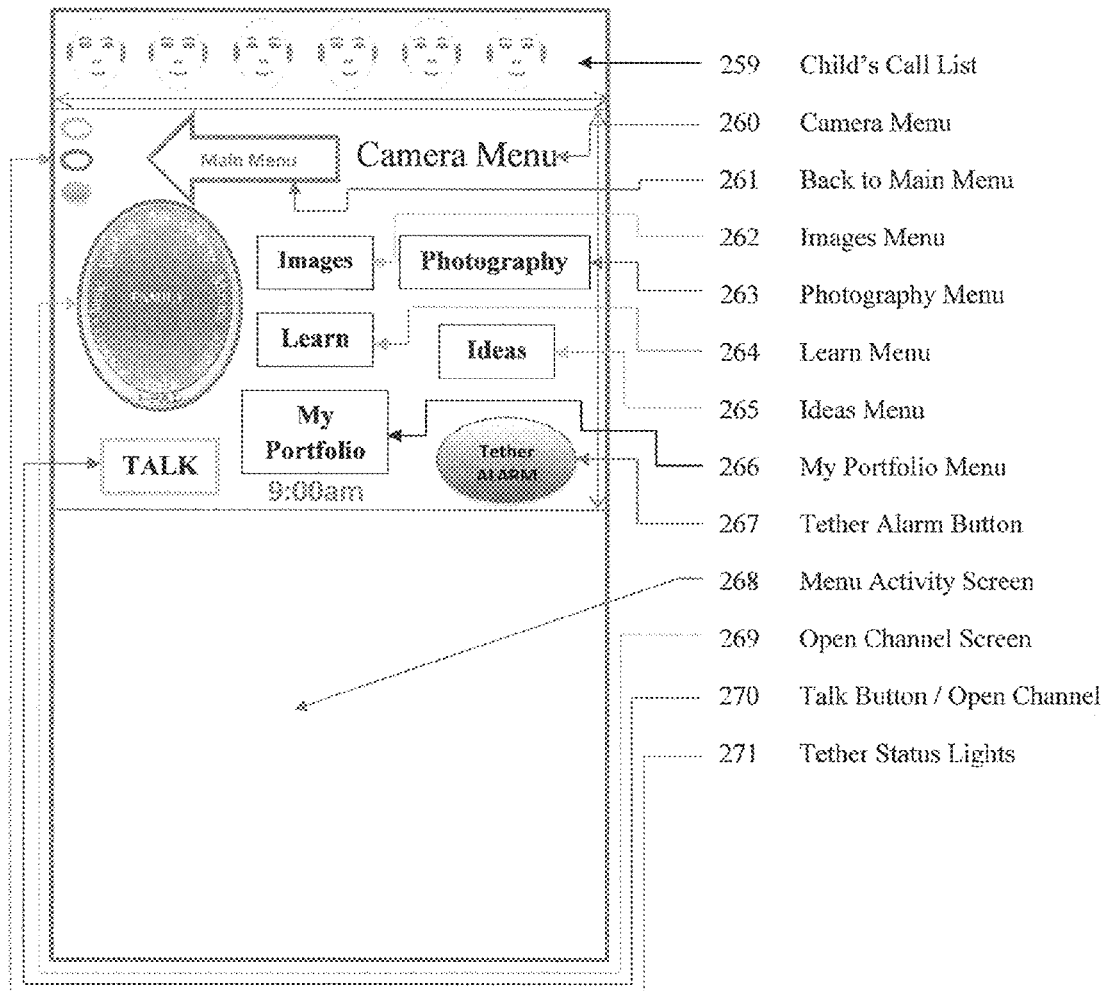 259 Child's Call List
260 Camera Menu
261 Back to Main Menu
262 Images Menu
263 Photography Menu
264 Learn Menu
265 Ideas Menu
266 My Portfolio Menu
267 Tether Alarm Button
268 Menu Activity Screen
269 Open Channel Screen
270 Talk Button / Open Channel
271 Tether Status Lights
Main Menu
Camera Menu
Images
Photography
Learn
Ideas
My
Portfolio
TALK
9:00am
Tether
ALARM